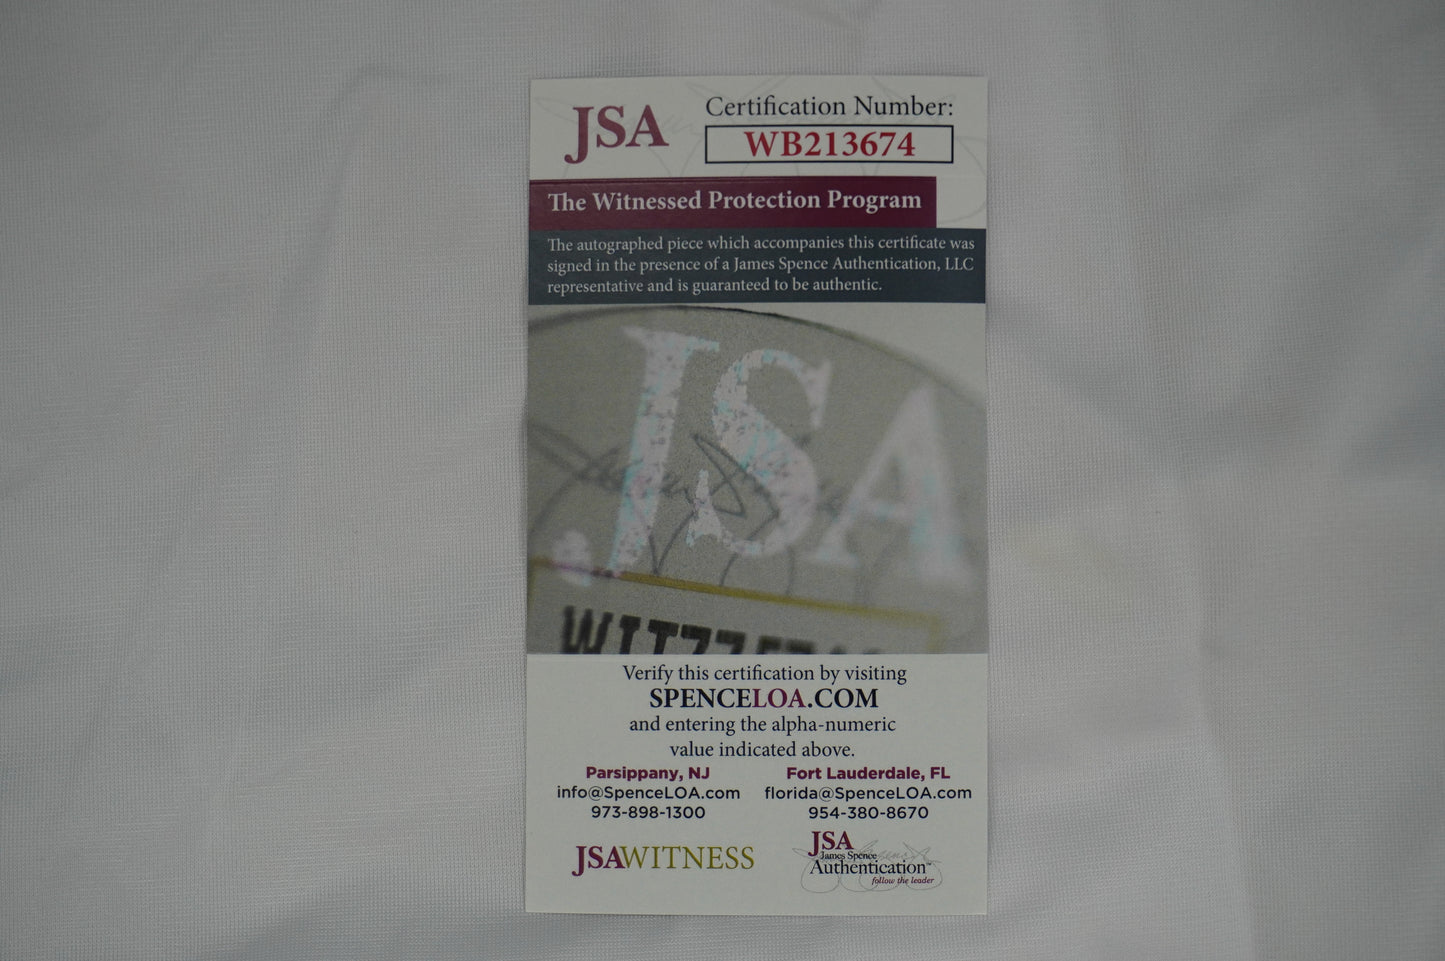 JSA
Certification Number:
WB213674
The Witnessed Protection Program
The autographed piece which accompanies this certificate was
signed in the presence of a James Spence Authentication, LLC
representative and is guaranteed to be authentic.
JSA
Verify this certification by visiting
SPENCELOA.COM
and entering the alpha-numeric
value indicated above.
Parsippany, NJ
info@SpenceLOA.com
973-898-1300
Fort Lauderdale, FL
florida@SpenceLOA.com
954-380-8670
JSAWITNESS
JSA
James Spence
Authentication™
follow the leader